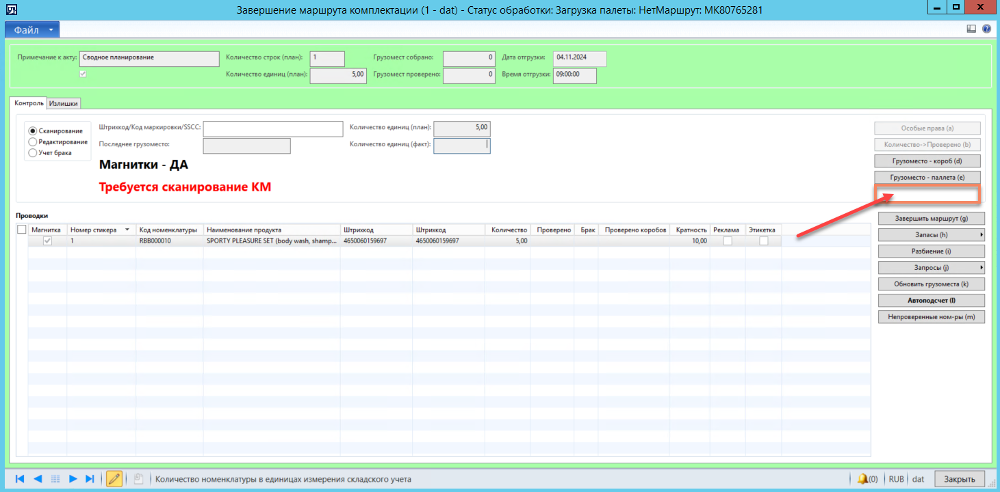 Завершение маршрута комплектации (1 - dat) - Статус обработки: Загрузка палеты: НетМаршрут: МК80765281
Файл
Примечание к акту: Сводное планирование Количество строк (план): 1 Грузомест собрано: 0 Дата отгрузки: 04.11.2024
Количество единиц (план): 5,00 Грузомест проверено: 0 Время отгрузки: 09:00:00
Контроль Излишки
Сканирование Штрихкод/Код маркировки/SSCC: Количество единиц (план): 5,00 Особые права (a)
Редактирование Последнее грузоместо: Количество единиц (факт): Количество->Проверено (b)
Учет брака
Магнитки - ДА Грузоместо - короб (d)
Грузоместо - паллета (e)
Требуется сканирование КМ
Проводки
Завершить маршрут (g)
Магнитка Номер стикера Код номенклатуры Наименование продукта Штрихкод Штрихкод Количество Проверено Брак Проверено коробов Кратность Реклама Этикетка
1 RBB000010 SPORTY PLEASURE SET (body wash, shamp... 4650060159697 4650060159697 5,00 10,00
Запасы (h)
Разбиение (i)
Запросы (j)
Обновить грузоместа (k)
Автоподсчет (l)
Непроверенные ном-ры (m)
Количество номенклатуры в единицах измерения складского учета (0) RUB dat Закрыть